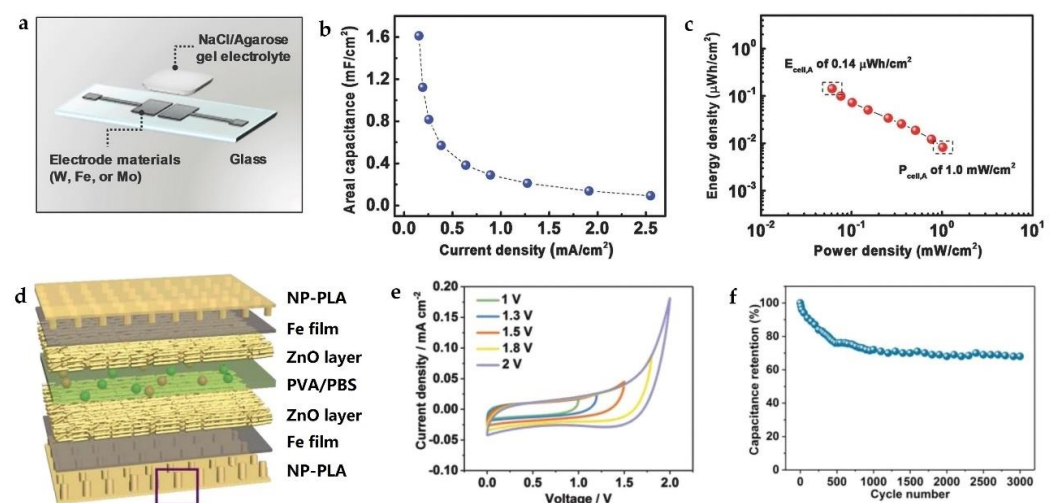 a
NaCl/Agarose
gel electrolyte
Electrode materials
(W, Fe, or Mo)
Glass
b
Areal capacitance (mF/cm²)
1.6
1.2
0.8
0.4
0.0
0.0 0.5 1.0 1.5 2.0 2.5
Current density (mA/cm²)
c
Energy density (μWh/cm²)
10⁰
10⁻¹
10⁻²
10⁻³
E_cell,A of 0.14 μWh/cm²
P_cell,A of 1.0 mW/cm²
10⁻² 10⁻¹ 10⁰ 10¹
Power density (mW/cm²)
d
NP-PLA
Fe film
ZnO layer
PVA/PBS
ZnO layer
Fe film
NP-PLA
e
Current density / mA cm⁻²
0.20
0.15
0.10
0.05
0.00
-0.05
-0.10
1 V
1.3 V
1.5 V
1.8 V
2 V
0.0 0.5 1.0 1.5 2.0
Voltage / V
f
Capacitance retention (%)
100
80
60
40
20
0
0 500 1000 1500 2000 2500 3000
Cycle number